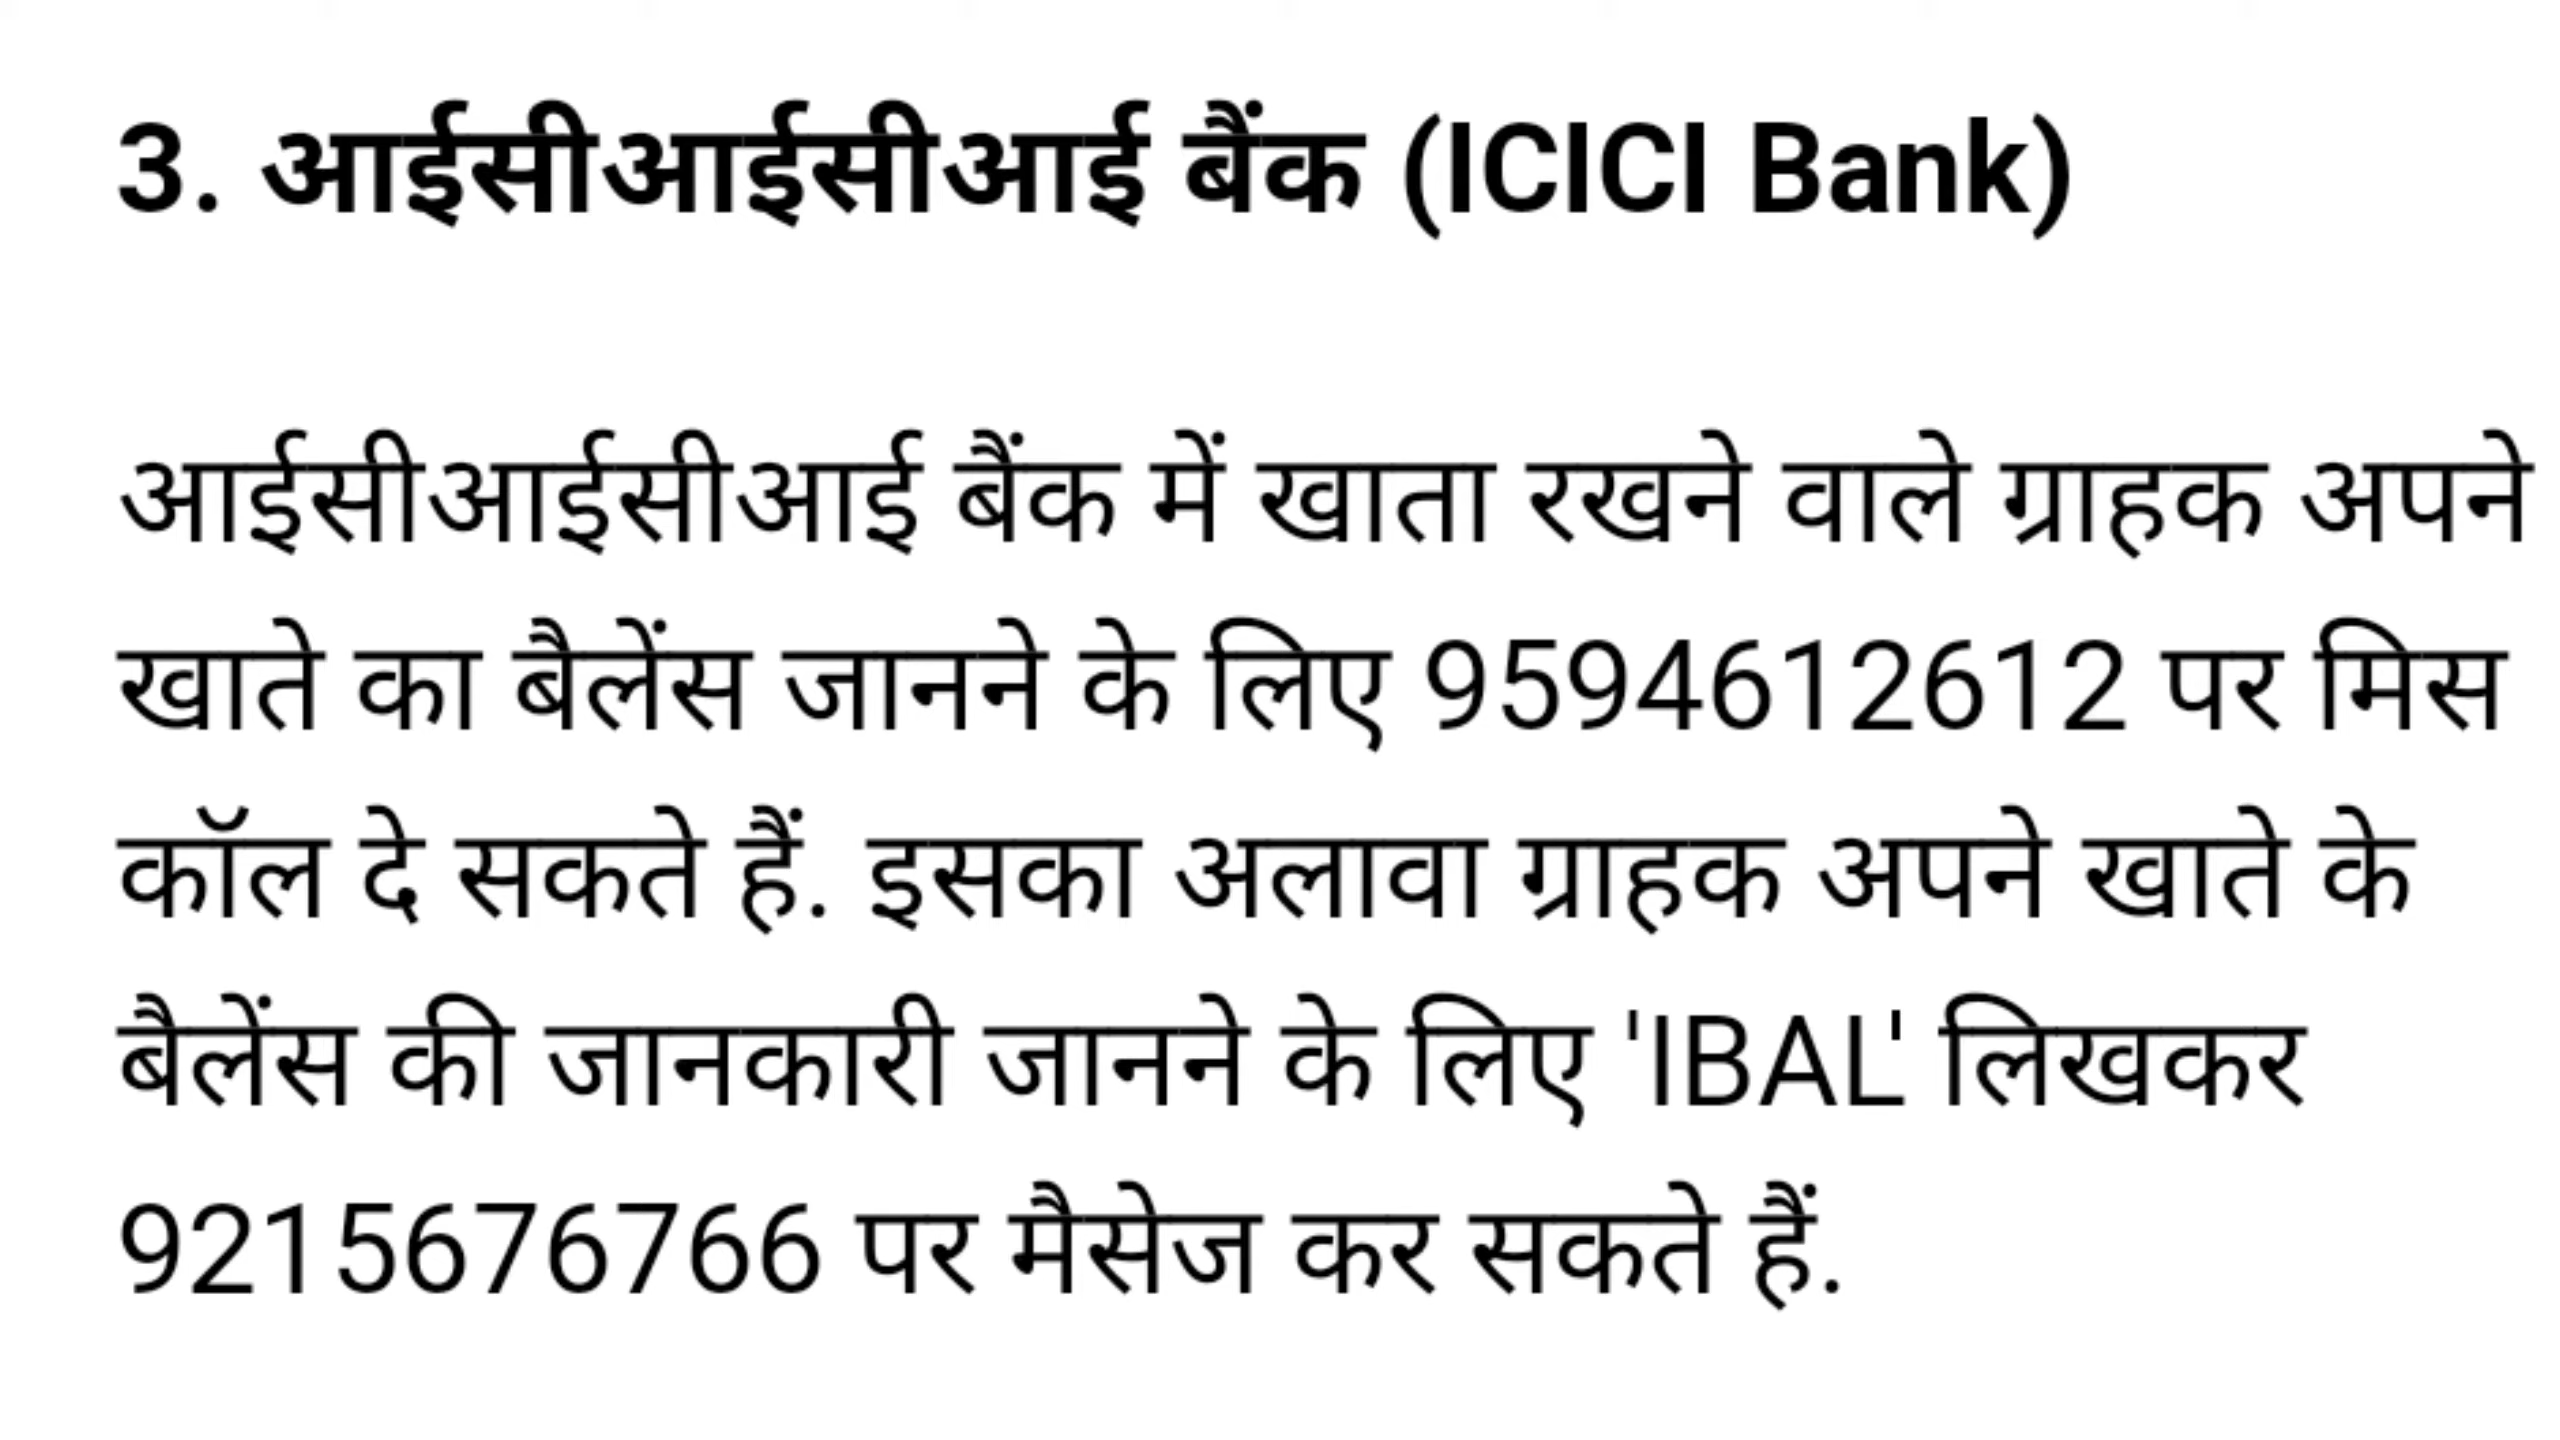 3. आईसीआईसीआई बैंक (ICICI Bank)
आईसीआईसीआई बैंक में खाता रखने वाले ग्राहक अपने
खाते का बैलेंस जानने के लिए 9594612612 पर मिस
कॉल दे सकते हैं. इसका अलावा ग्राहक अपने खाते के
बैलेंस की जानकारी जानने के लिए 'IBAL' लिखकर
9215676766 पर मैसेज कर सकते हैं.